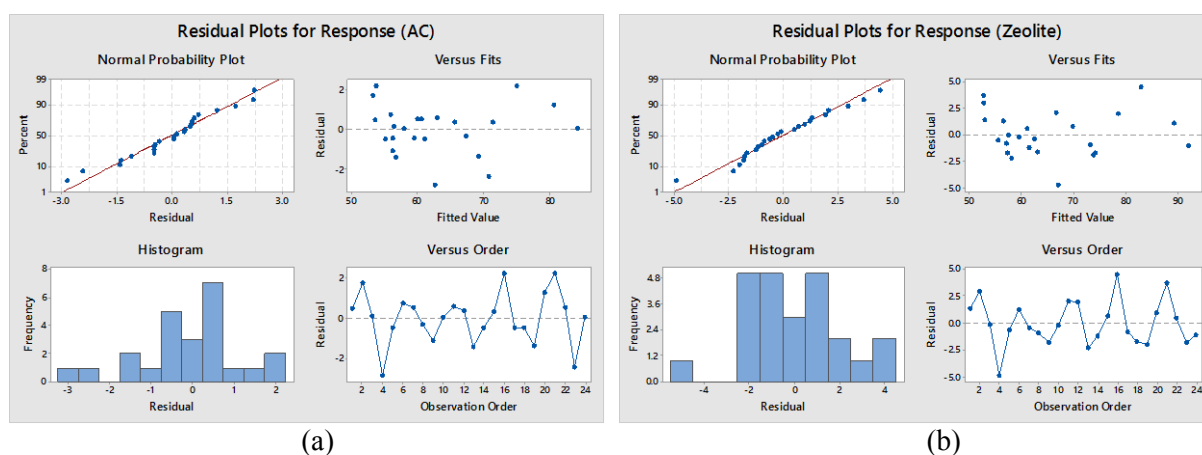 Residual Plots for Response (AC)
Normal Probability Plot
Versus Fits
99
90
50
10
1
Percent
-3.0 -1.5 0.0 1.5 3.0
Residual
2
0
-2
Residual
50 60 70 80
Fitted Value
Histogram
Versus Order
8
6
4
2
0
Frequency
-3 -2 -1 0 1 2
Residual
2
0
-2
Residual
2 4 6 8 10 12 14 16 18 20 22 24
Observation Order
(a)
Residual Plots for Response (Zeolite)
Normal Probability Plot
Versus Fits
99
90
50
10
1
Percent
-5.0 -2.5 0.0 2.5 5.0
Residual
5.0
2.5
0.0
-2.5
-5.0
Residual
50 60 70 80 90
Fitted Value
Histogram
Versus Order
4.8
3.6
2.4
1.2
0.0
Frequency
-4 -2 0 2 4
Residual
5.0
2.5
0.0
-2.5
-5.0
Residual
2 4 6 8 10 12 14 16 18 20 22 24
Observation Order
(b)